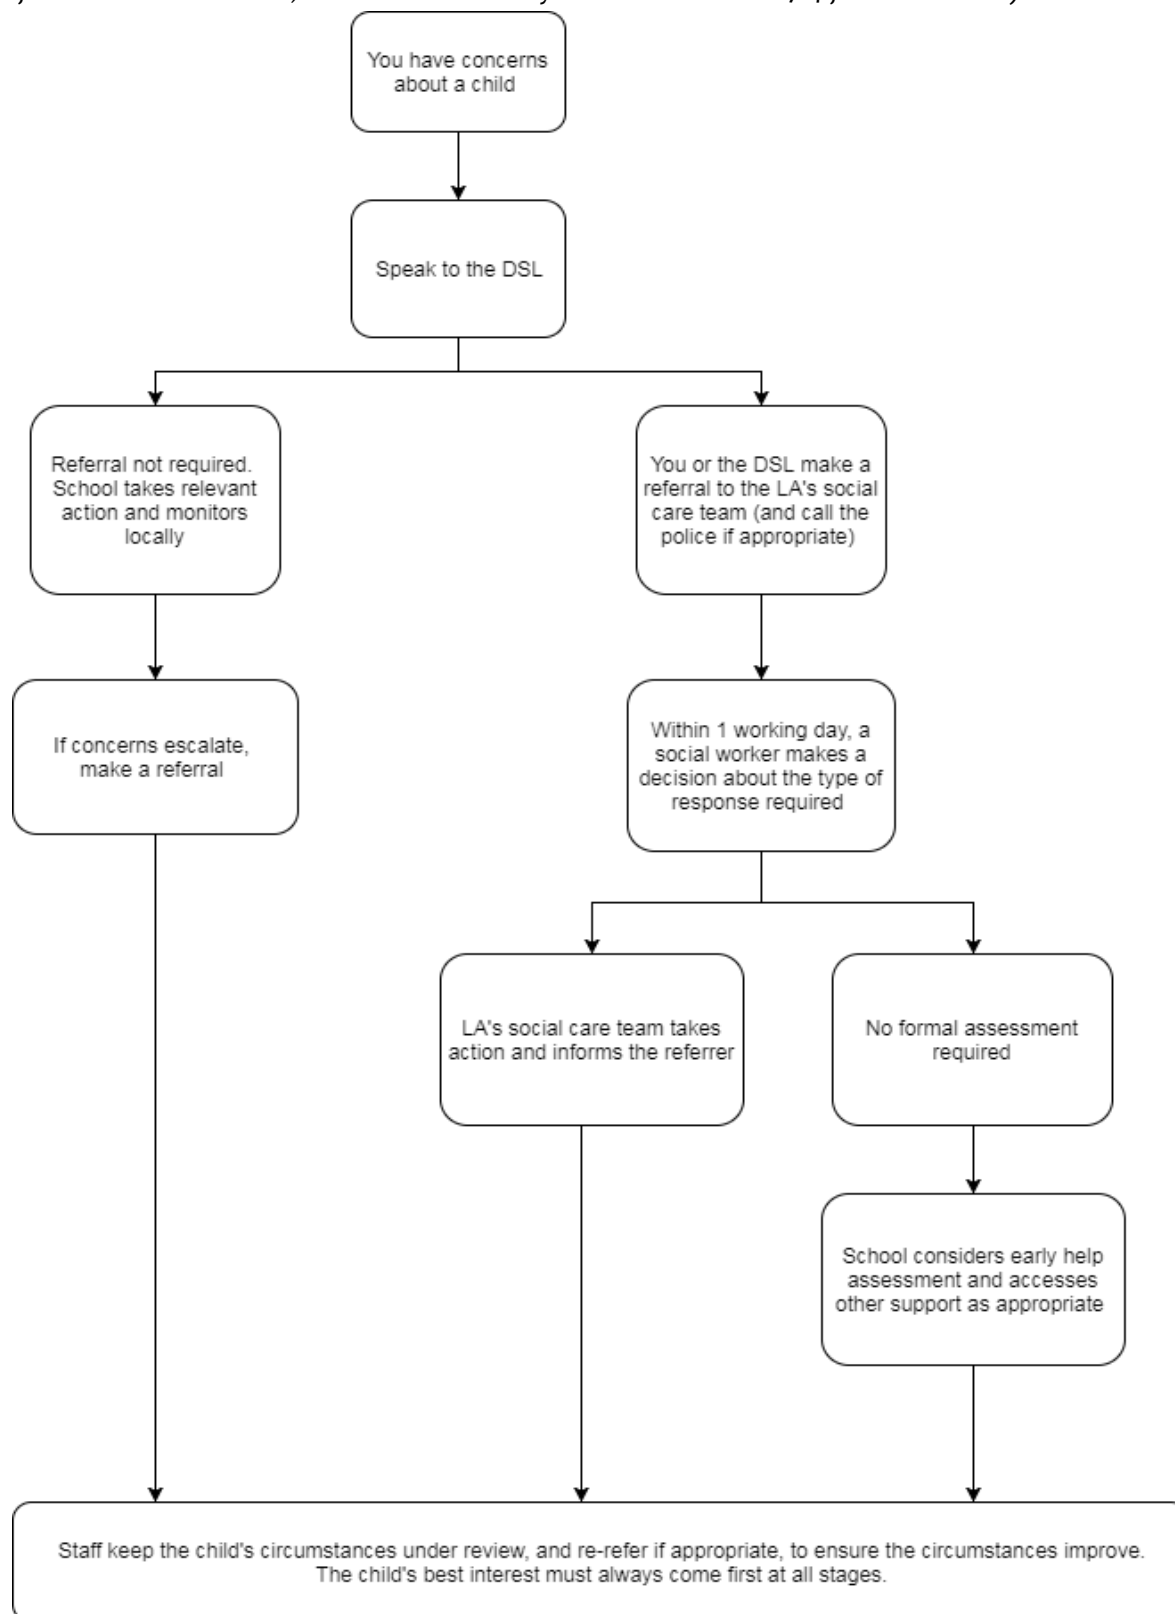 You have concerns
about a child
Speak to the DSL
Referral not required.
School takes relevant
action and monitors
locally
You or the DSL make a
referral to the LA's social
care team (and call the
police if appropriate)
If concerns escalate,
make a referral
Within 1 working day, a
social worker makes a
decision about the type of
response required
LA's social care team takes
action and informs the referrer
No formal assessment
required
School considers early help
assessment and accesses
other support as appropriate
Staff keep the child's circumstances under review, and re-refer if appropriate, to ensure the circumstances improve.
The child's best interest must always come first at all stages.